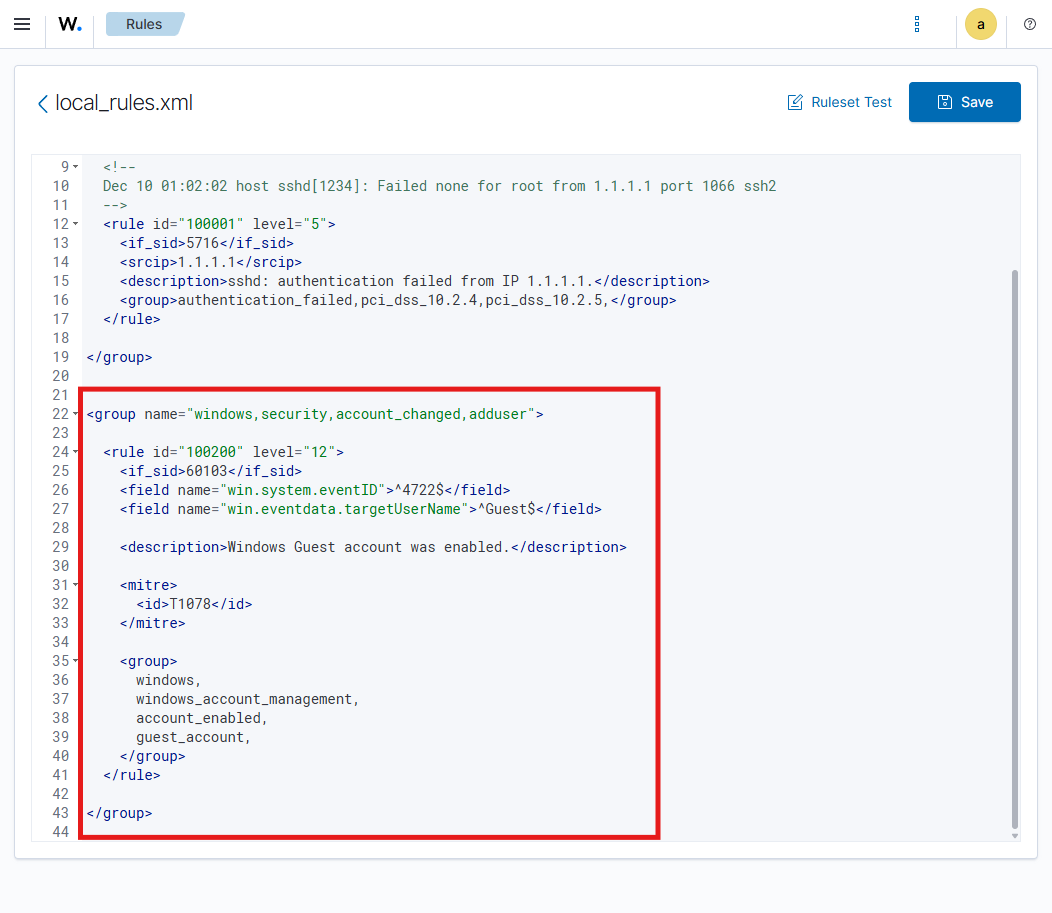 W.
Rules
a
local_rules.xml
Ruleset Test
Save
9 <!--
10 Dec 10 01:02:02 host sshd[1234]: Failed none for root from 1.1.1.1 port 1066 ssh2
11 -->
12 <rule id="100001" level="5">
13 <if_sid>5716</if_sid>
14 <srcip>1.1.1.1</srcip>
15 <description>sshd: authentication failed from IP 1.1.1.1.</description>
16 <group>authentication_failed,pci_dss_10.2.4,pci_dss_10.2.5,</group>
17 </rule>
18
19 </group>
20
21
22 <group name="windows,security,account_changed,adduser">
23
24 <rule id="100200" level="12">
25 <if_sid>60103</if_sid>
26 <field name="win.system.eventID">^4722$</field>
27 <field name="win.eventdata.targetUserName">^Guest$</field>
28
29 <description>Windows Guest account was enabled.</description>
30
31 <mitre>
32 <id>T1078</id>
33 </mitre>
34
35 <group>
36 windows,
37 windows_account_management,
38 account_enabled,
39 guest_account,
40 </group>
41 </rule>
42
43 </group>
44